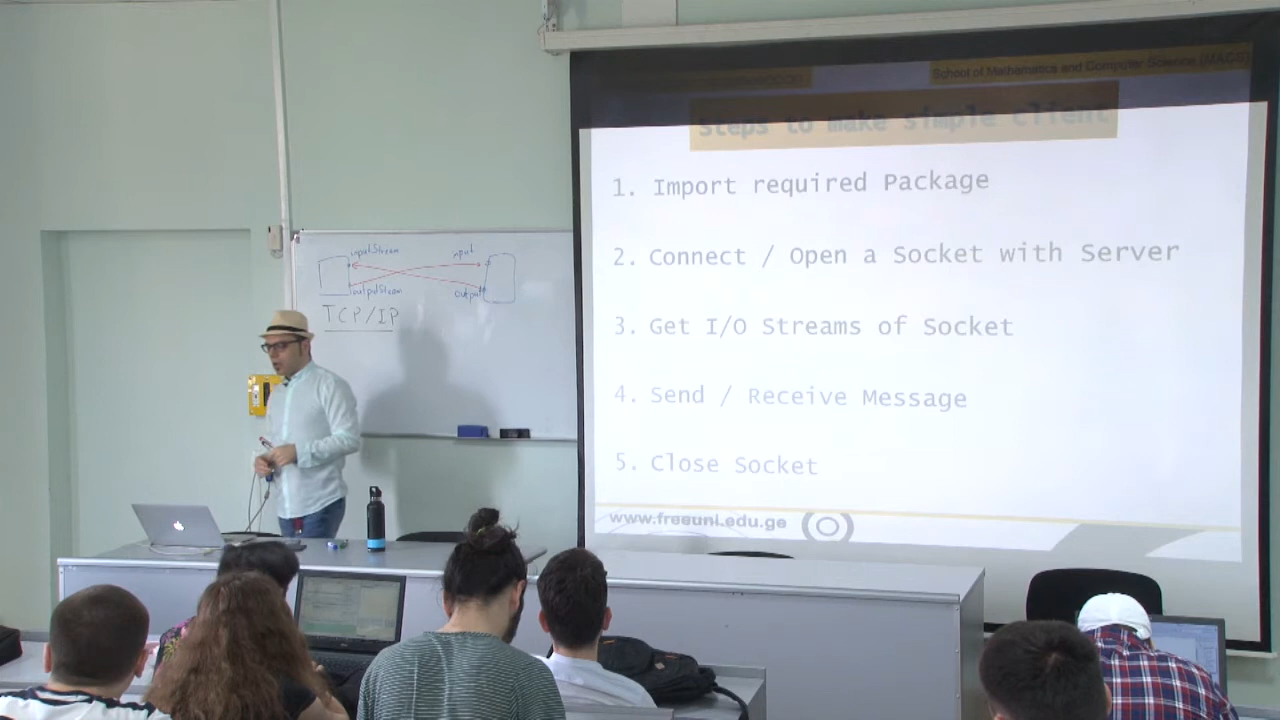 School of Mathematics and Computer Science (MACS)
Steps to make simple Client
1. Import required Package
2. Connect / Open a Socket with Server
3. Get I/O Streams of Socket
4. Send / Receive Message
5. Close Socket
www.freeuni.edu.ge
inputStream
input
outputStream
output
TCP/IP